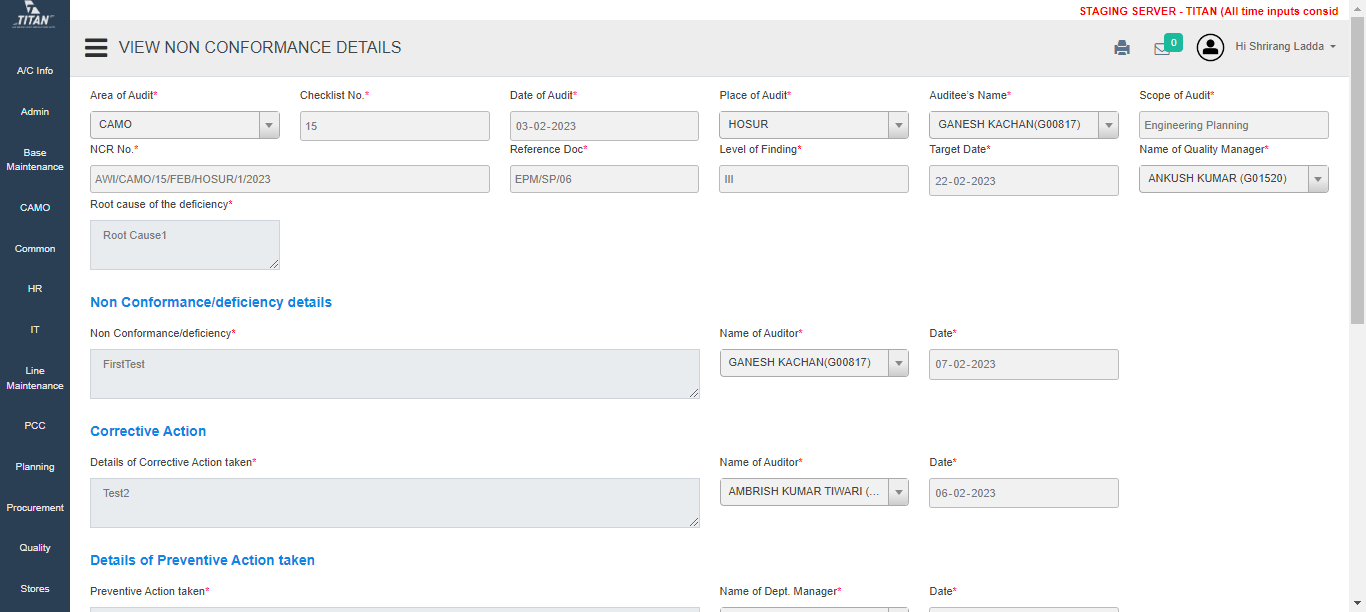 TITAN
STAGING SERVER - TITAN (All time inputs consid
VIEW NON CONFORMANCE DETAILS
0
Hi Shrirang Ladda
A/C Info
Admin
Base
Maintenance
CAMO
Common
HR
IT
Line
Maintenance
PCC
Planning
Procurement
Quality
Stores
Area of Audit* Checklist No.* Date of Audit* Place of Audit* Auditee's Name* Scope of Audit*
CAMO 15 03-02-2023 HOSUR GANESH KACHAN(G00817) Engineering Planning
NCR No.* Reference Doc* Level of Finding* Target Date* Name of Quality Manager*
AWI/CAMO/15/FEB/HOSUR/1/2023 EPM/SP/06 III 22-02-2023 ANKUSH KUMAR (G01520)
Root cause of the deficiency*
Root Cause1
Non Conformance/deficiency details
Non Conformance/deficiency* Name of Auditor* Date*
FirstTest GANESH KACHAN(G00817) 07-02-2023
Corrective Action
Details of Corrective Action taken* Name of Auditor* Date*
Test2 AMBRISH KUMAR TIWARI (... 06-02-2023
Details of Preventive Action taken
Preventive Action taken* Name of Dept. Manager* Date*